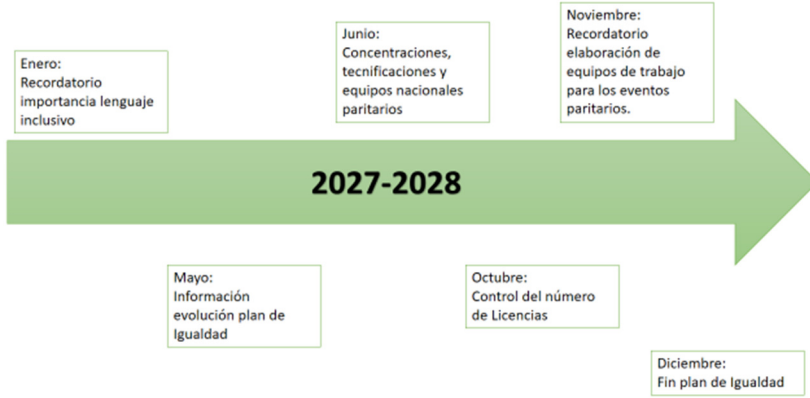 Enero:
Recordatorio
importancia lenguaje
inclusivo
Junio:
Concentraciones,
tecnificaciones y
equipos nacionales
paritarios
Noviembre:
Recordatorio
elaboración de
equipos de trabajo
para los eventos
paritarios.
2027-2028
Mayo:
Información
evolución plan de
Igualdad
Octubre:
Control del número
de Licencias
Diciembre:
Fin plan de Igualdad